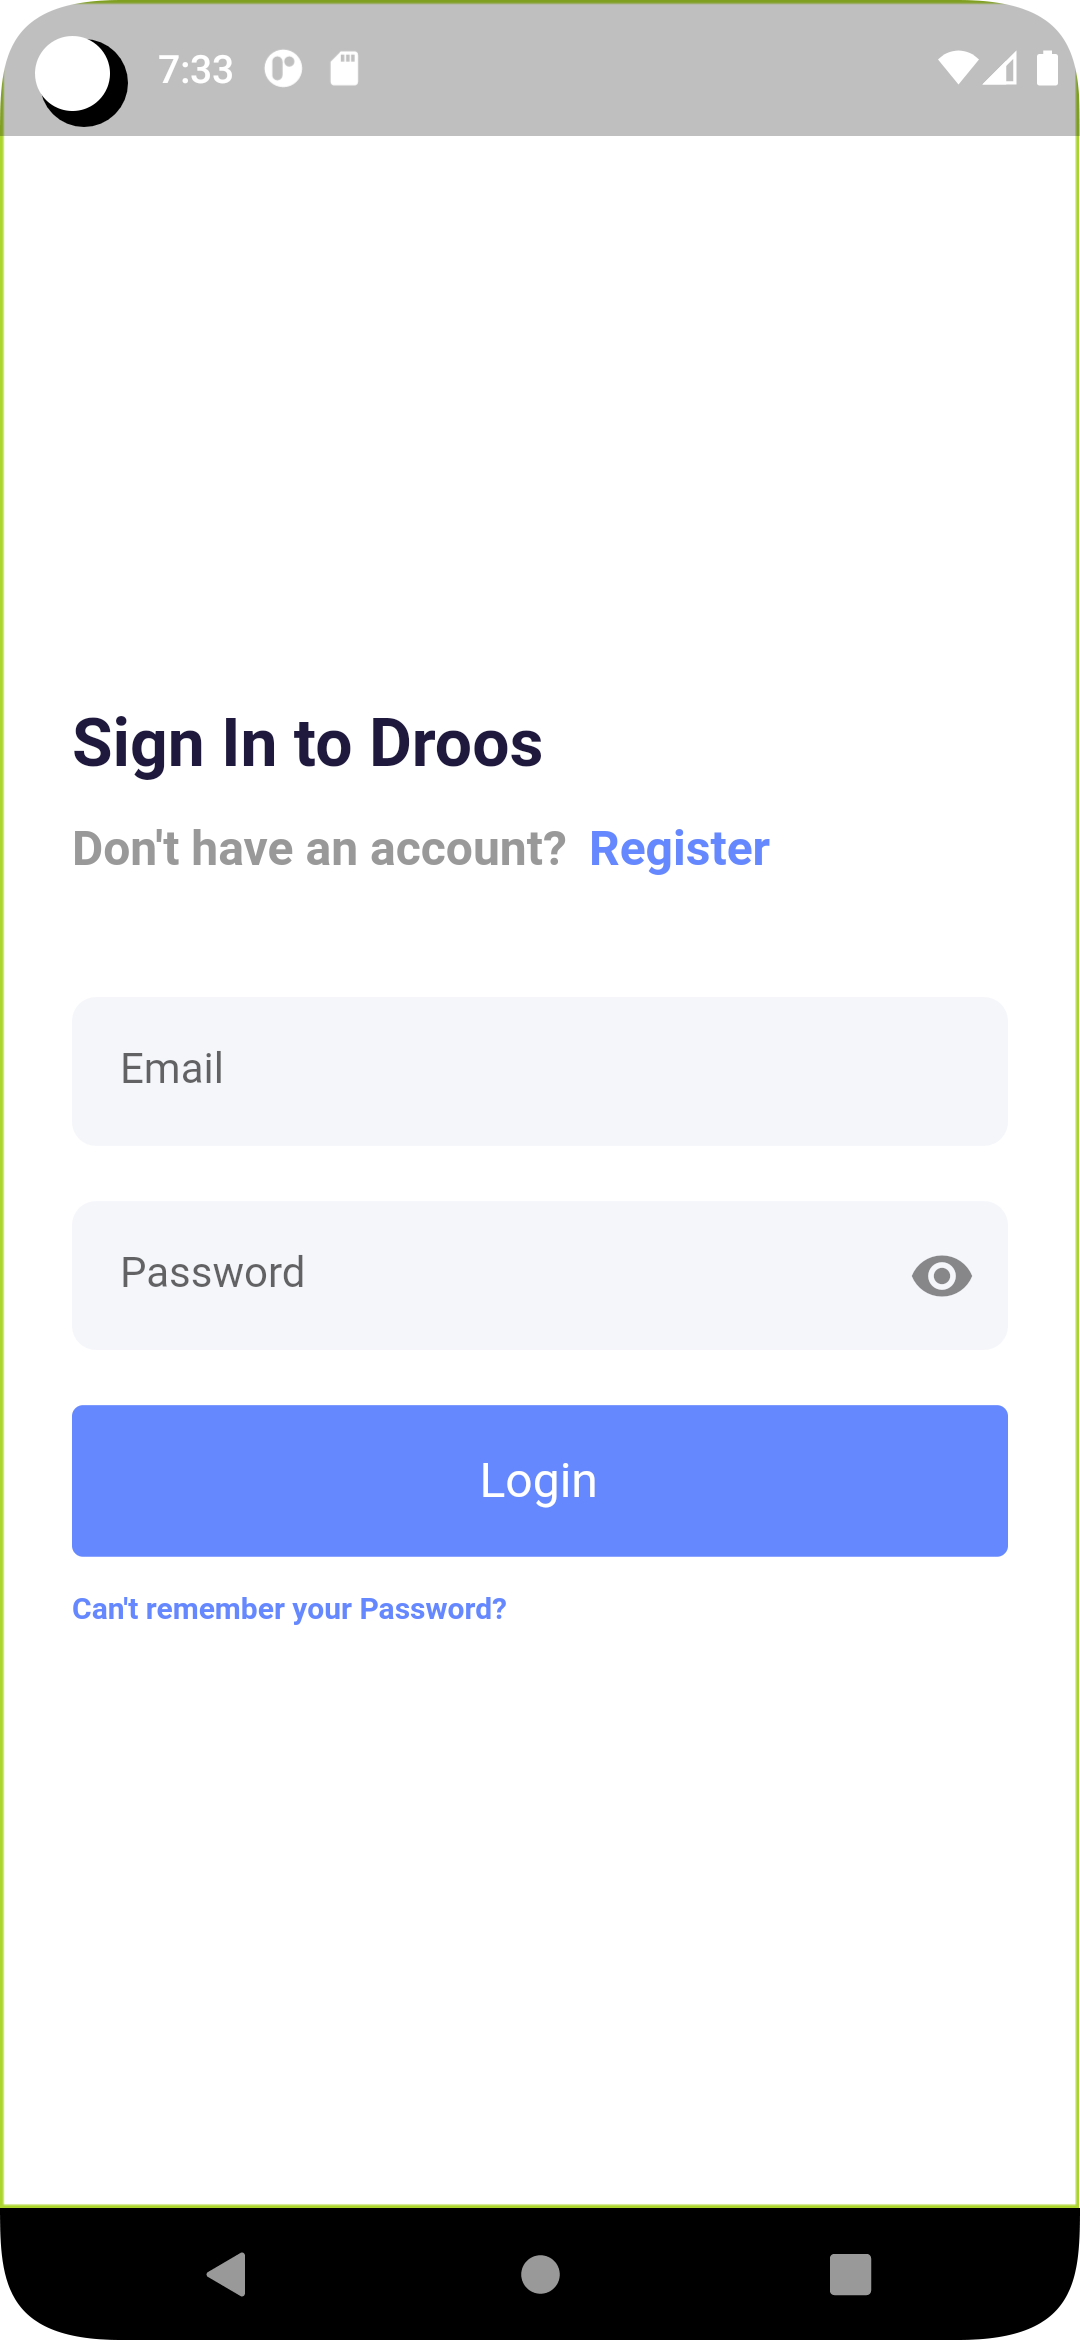 7:33
Sign In to Droos
Don't have an account? Register
Email
Password
Login
Can't remember your Password?